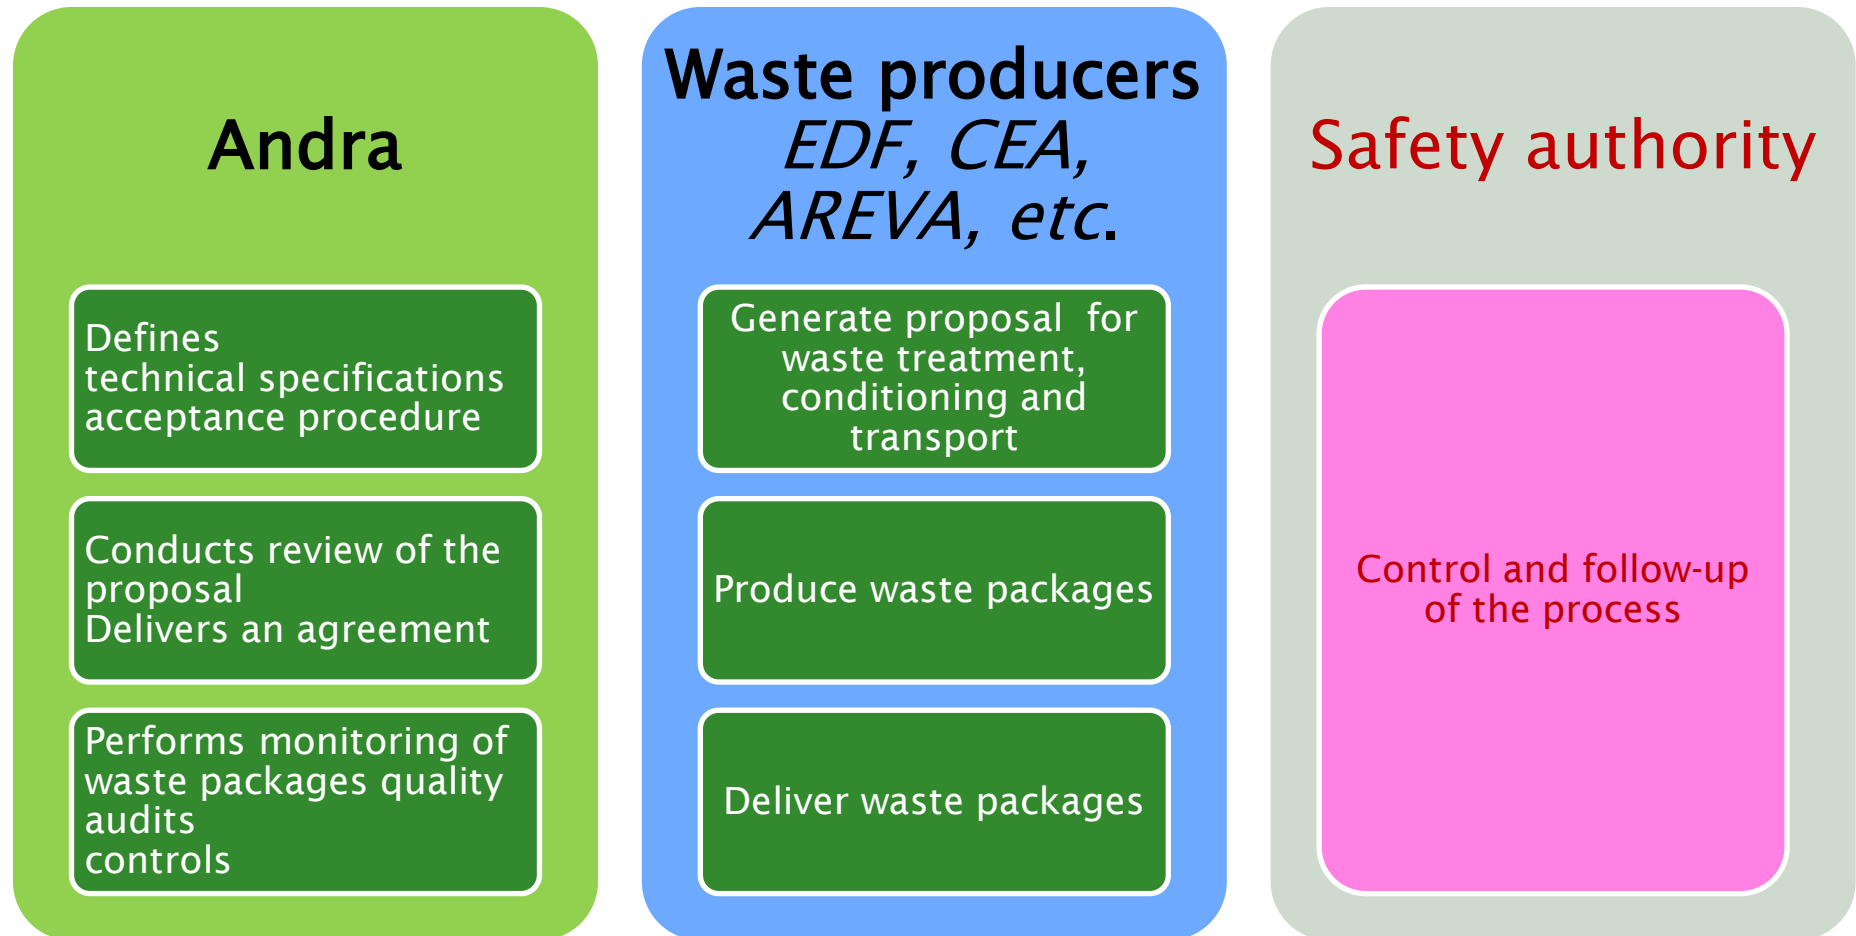 Andra
Defines
technical specifications
acceptance procedure
Conducts review of the
proposal
Delivers an agreement
Performs monitoring of
waste packages quality
audits
controls
Waste producers
EDF, CEA,
AREVA, etc.
Generate proposal for
waste treatment,
conditioning and
transport
Produce waste packages
Deliver waste packages
Safety authority
Control and follow-up
of the process